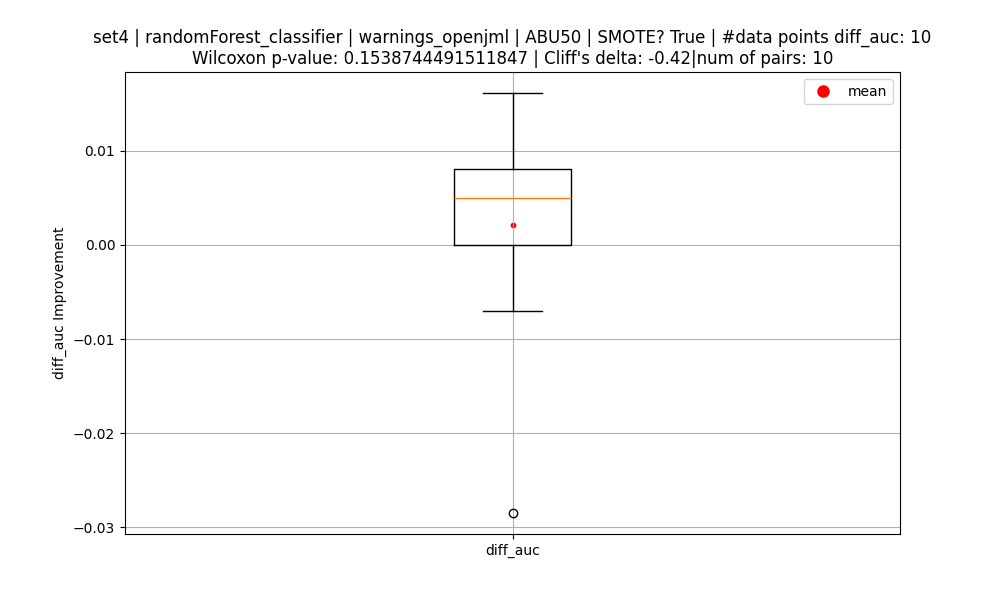 set4 | randomForest_classifier | warnings_openjml | ABU50 | SMOTE? True | #data points diff_auc: 10
Wilcoxon p-value: 0.1538744491511847 | Cliff's delta: -0.42|num of pairs: 10
mean
0.01
0.00
−0.01
−0.02
−0.03
diff_auc Improvement
diff_auc